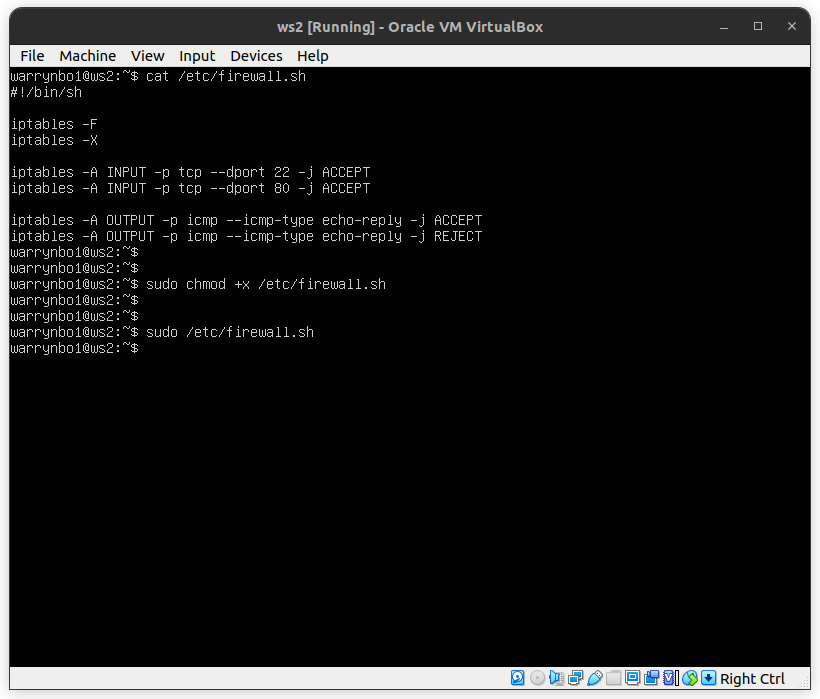 ws2 [Running] - Oracle VM VirtualBox
File Machine View Input Devices Help
warrynbo1@ws2:~$ cat /etc/firewall.sh
#!/bin/sh
iptables -F
iptables -X
iptables -A INPUT -p tcp --dport 22 -j ACCEPT
iptables -A INPUT -p tcp --dport 80 -j ACCEPT
iptables -A OUTPUT -p icmp --icmp-type echo-reply -j ACCEPT
iptables -A OUTPUT -p icmp --icmp-type echo-reply -j REJECT
warrynbo1@ws2:~$
warrynbo1@ws2:~$
warrynbo1@ws2:~$ sudo chmod +x /etc/firewall.sh
warrynbo1@ws2:~$
warrynbo1@ws2:~$
warrynbo1@ws2:~$ sudo /etc/firewall.sh
warrynbo1@ws2:~$
Right Ctrl